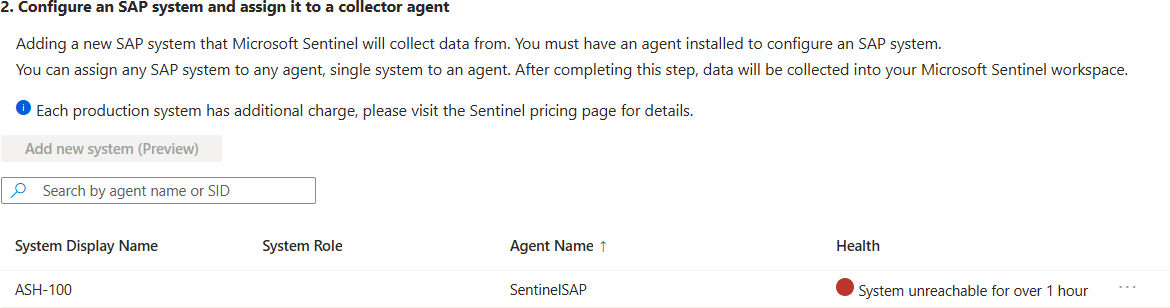 2. Configure an SAP system and assign it to a collector agent
Adding a new SAP system that Microsoft Sentinel will collect data from. You must have an agent installed to configure an SAP system.
You can assign any SAP system to any agent, single system to an agent. After completing this step, data will be collected into your Microsoft Sentinel workspace.
Each production system has additional charge, please visit the Sentinel pricing page for details.
Add new system (Preview)
Search by agent name or SID
System Display Name System Role Agent Name ↑ Health
ASH-100 SentinelSAP System unreachable for over 1 hour ...